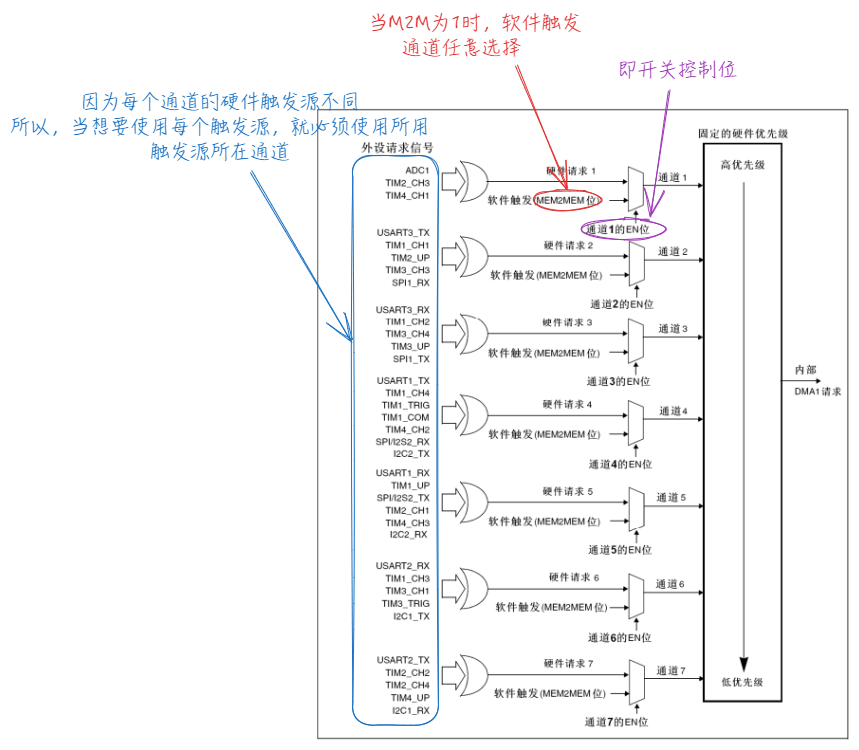 当M2M为1时，软件触发
通道任意选择
即开关控制位
因为每个通道的硬件触发源不同
所以，当想要使用每个触发源，就必须使用所用
触发源所在通道
外设请求信号
固定的硬件优先级
ADC1
TIM2_CH3
TIM4_CH1
硬件请求 1
软件触发(MEM2MEM 位)
通道1的EN位
通道 1
高优先级
USART3_TX
TIM1_CH1
TIM2_UP
TIM3_CH3
SPI1_RX
硬件请求 2
软件触发(MEM2MEM 位)
通道2的EN位
通道 2
USART3_RX
TIM1_CH2
TIM3_CH4
TIM3_UP
SPI1_TX
硬件请求 3
软件触发(MEM2MEM 位)
通道3的EN位
通道 3
内部
DMA1 请求
USART1_TX
TIM1_CH4
TIM1_TRIG
TIM1_COM
TIM4_CH2
SPI/I2S2_RX
I2C2_TX
硬件请求 4
软件触发(MEM2MEM 位)
通道4的EN位
通道4
USART1_RX
TIM1_UP
SPI/I2S2_TX
TIM2_CH1
TIM4_CH3
I2C2_RX
硬件请求 5
软件触发(MEM2MEM 位)
通道5的EN位
通道5
USART2_RX
TIM1_CH3
TIM3_CH1
TIM3_TRIG
I2C1_TX
硬件请求 6
软件触发(MEM2MEM 位)
通道6的EN位
通道6
USART2_TX
TIM2_CH2
TIM2_CH4
TIM4_UP
I2C1_RX
硬件请求 7
软件触发(MEM2MEM 位)
通道7的EN位
通道7
低优先级